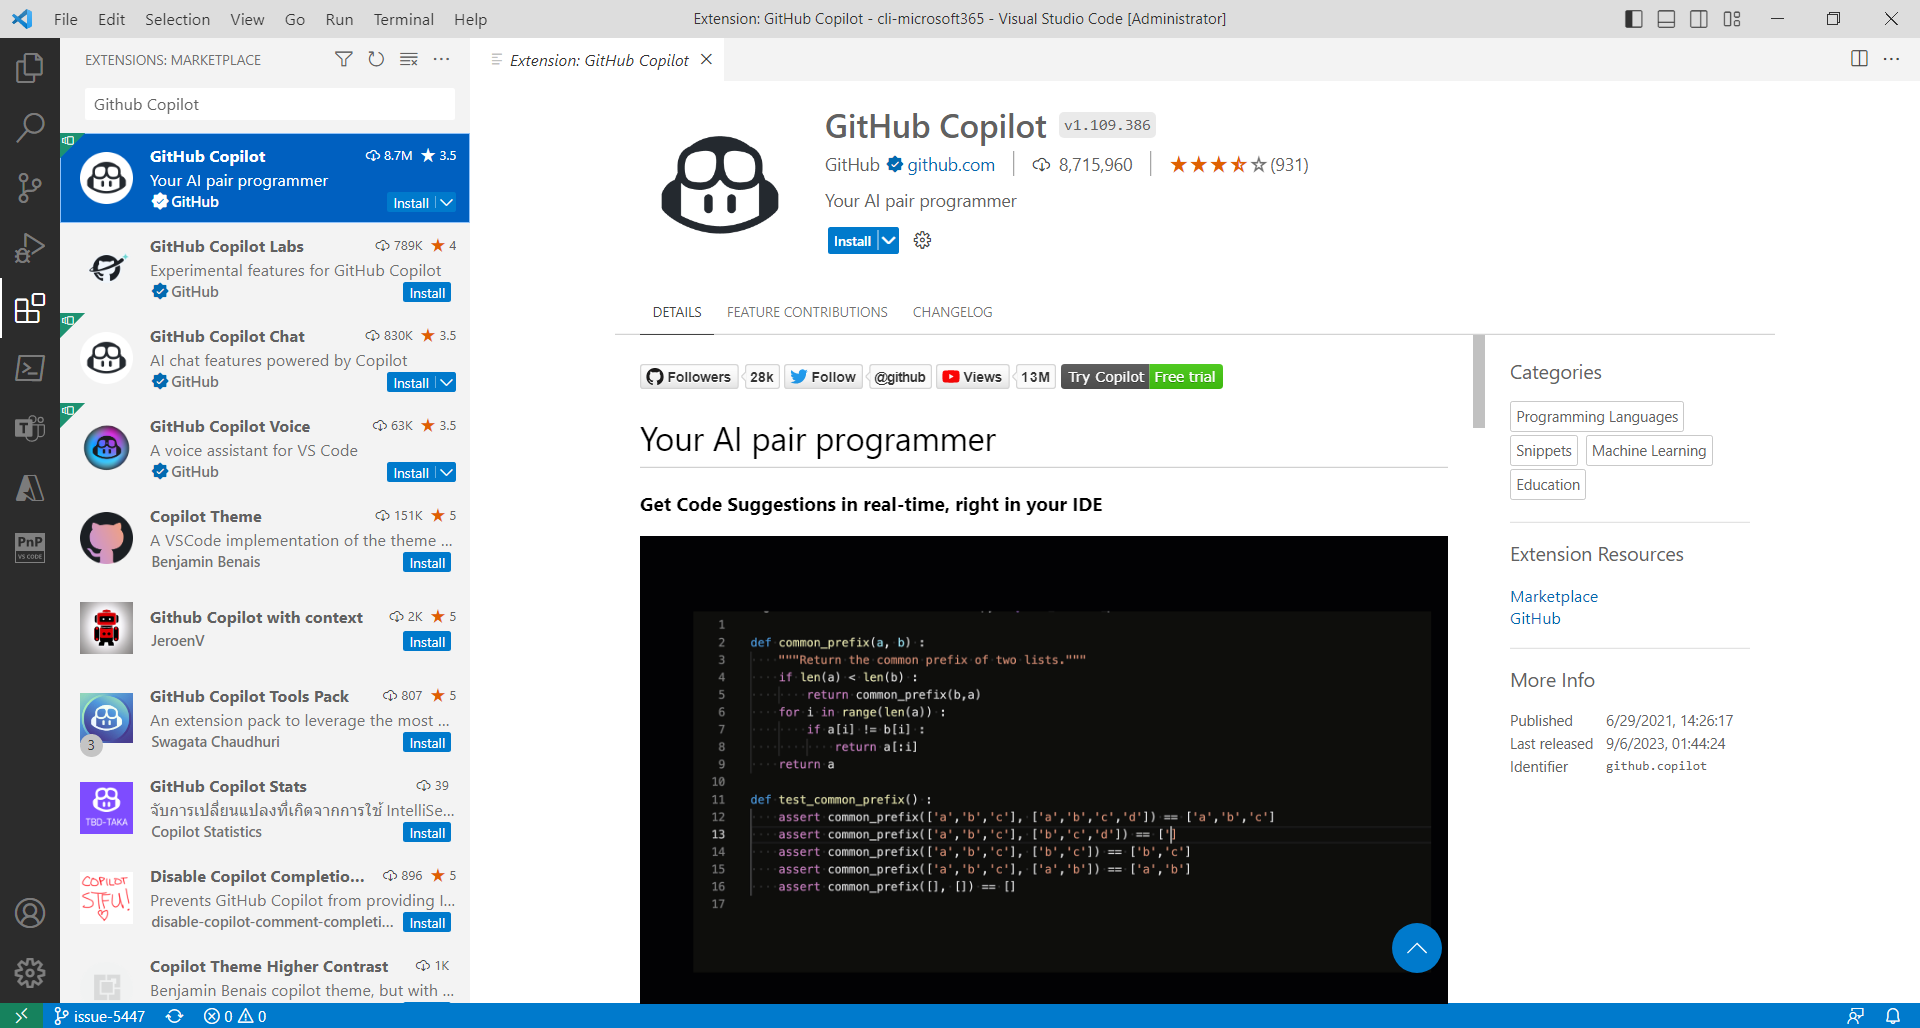 File Edit Selection View Go Run Terminal Help
Extension: GitHub Copilot - cli-microsoft365 - Visual Studio Code [Administrator]
EXTENSIONS: MARKETPLACE
Github Copilot
GitHub Copilot 8.7M 3.5
Your AI pair programmer
GitHub Install
GitHub Copilot Labs 789K 4
Experimental features for GitHub Copilot
GitHub Install
GitHub Copilot Chat 830K 3.5
AI chat features powered by Copilot
GitHub Install
GitHub Copilot Voice 63K 3.5
A voice assistant for VS Code
GitHub Install
Copilot Theme 151K 5
A VSCode implementation of the theme ...
Benjamin Benais Install
Github Copilot with context 2K 5
JeroenV Install
GitHub Copilot Tools Pack 807 5
An extension pack to leverage the most ...
3 Swagata Chaudhuri Install
GitHub Copilot Stats 39
จับการเปลี่ยนแปลงที่เกิดจากการใช้ IntelliSe...
TBD-TAKA
Copilot Statistics Install
Disable Copilot Completio... 896 5
COPILOT
STFU!
Prevents GitHub Copilot from providing I...
disable-copilot-comment-completi... Install
Copilot Theme Higher Contrast 1K
Benjamin Benais copilot theme, but with ...
PnP
VS CODE
Extension: GitHub Copilot
GitHub Copilot v1.109.386
GitHub github.com 8,715,960 (931)
Your AI pair programmer
Install
DETAILS FEATURE CONTRIBUTIONS CHANGELOG
Followers 28k Follow @github Views 13M Try Copilot Free trial
Your AI pair programmer
Get Code Suggestions in real-time, right in your IDE
1
2 def common_prefix(a, b) :
3 """Return the common prefix of two lists."""
4 if len(a) < len(b) :
5 return common_prefix(b,a)
6 for i in range(len(a)) :
7 if a[i] != b[i] :
8 return a[:i]
9 return a
10
11 def test_common_prefix() :
12 assert common_prefix(['a','b','c'], ['a','b','c','d']) == ['a','b','c']
13 assert common_prefix(['a','b','c'], ['b','c','d']) == [']
14 assert common_prefix(['a','b','c'], ['b','c']) == ['b','c']
15 assert common_prefix(['a','b','c'], ['a','b']) == ['a','b']
16 assert common_prefix([], []) == []
17
Categories
Programming Languages
Snippets Machine Learning
Education
Extension Resources
Marketplace
GitHub
More Info
Published 6/29/2021, 14:26:17
Last released 9/6/2023, 01:44:24
Identifier github.copilot
issue-5447 0 0